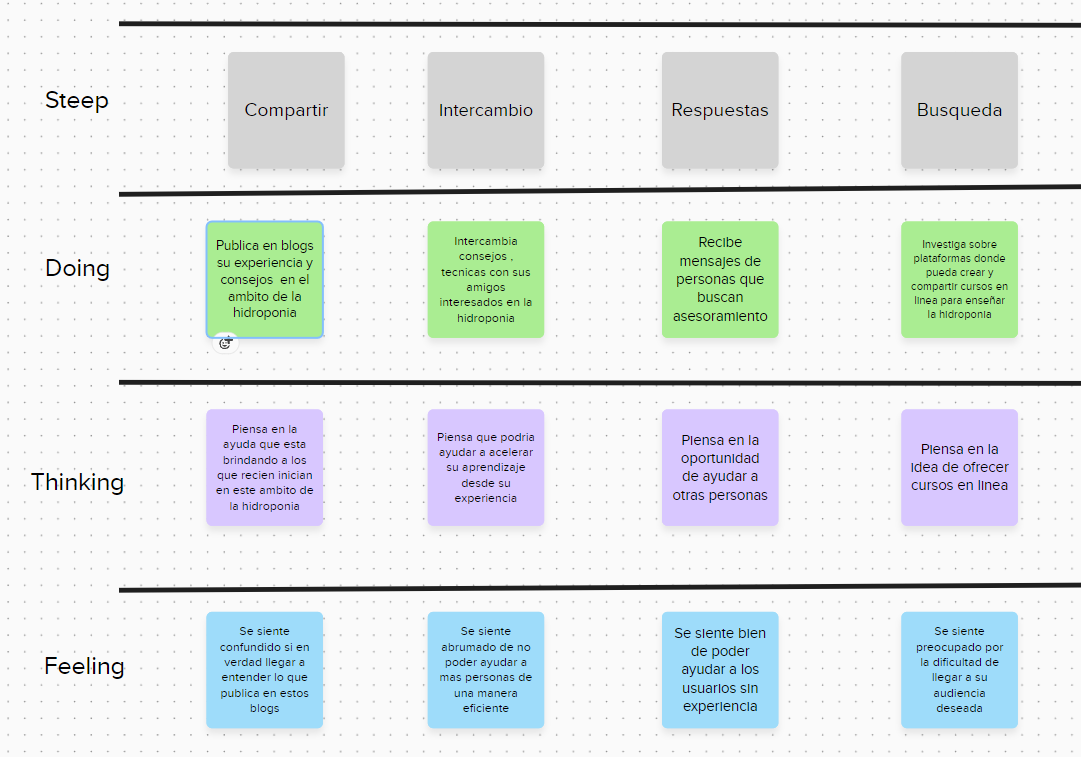 Steep
Compartir
Intercambio
Respuestas
Busqueda
Doing
Publica en blogs
su experiencia y
consejos en el
ambito de la
hidroponia
Intercambia
consejos ,
tecnicas con sus
amigos
interesados en la
hidroponia
Recibe
mensajes de
personas que
buscan
asesoramiento
Investiga sobre
plataformas donde
pueda crear y
compartir cursos en
linea para enseñar
la hidroponia
Thinking
Piensa en la
ayuda que esta
brindando a los
que recien inician
en este ambito de
la hidroponia
Piensa que podria
ayudar a acelerar
su aprendizaje
desde su
experiencia
Piensa en la
oportunidad
de ayudar a
otras personas
Piensa en la
idea de ofrecer
cursos en linea
Feeling
Se siente
confundido si en
verdad llegar a
entender lo que
publica en estos
blogs
Se siente
abrumado de no
poder ayudar a
mas personas de
una manera
eficiente
Se siente bien
de poder
ayudar a los
usuarios sin
experiencia
Se siente
preocupado por
la dificultad de
llegar a su
audiencia
deseada